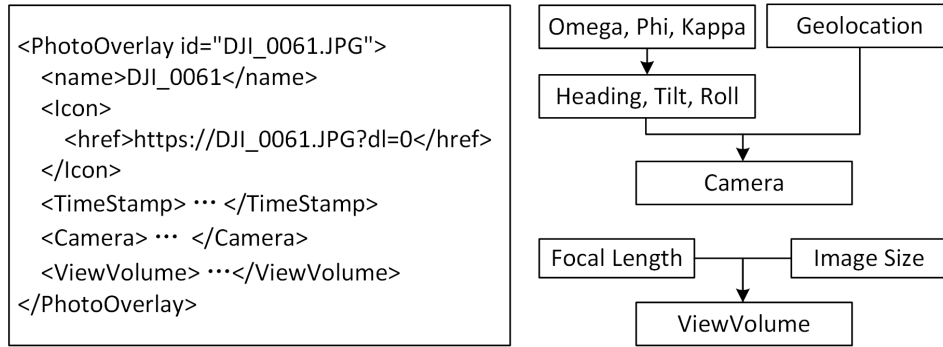 <PhotoOverlay id="DJI_0061.JPG">
<name>DJI_0061</name>
<Icon>
<href>https://DJI_0061.JPG?dl=0</href>
</Icon>
<TimeStamp> ··· </TimeStamp>
<Camera> ··· </Camera>
<ViewVolume> ···</ViewVolume>
</PhotoOverlay>
Omega, Phi, Kappa
Geolocation
Heading, Tilt, Roll
Camera
Focal Length
Image Size
ViewVolume